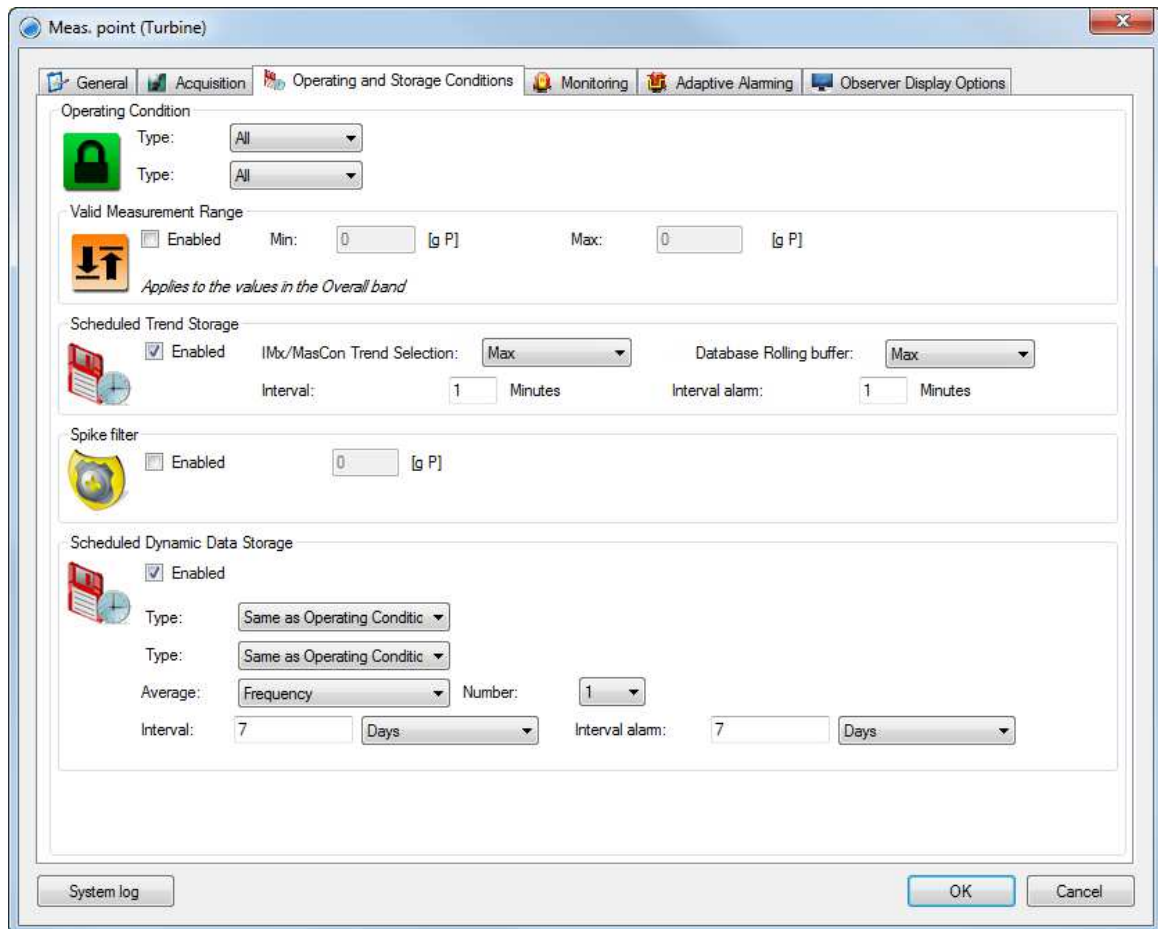 Meas. point (Turbine)
General Acquisition Operating and Storage Conditions Monitoring Adaptive Alarming Observer Display Options
Operating Condition
Type: All
Type: All
Valid Measurement Range
Enabled Min: 0 [g P] Max: 0 [g P]
Applies to the values in the Overall band
Scheduled Trend Storage
Enabled IMx/MasCon Trend Selection: Max Database Rolling buffer: Max
Interval: 1 Minutes Interval alarm: 1 Minutes
Spike filter
Enabled 0 [g P]
Scheduled Dynamic Data Storage
Enabled
Type: Same as Operating Conditic
Type: Same as Operating Conditic
Average: Frequency Number: 1
Interval: 7 Days Interval alarm: 7 Days
System log OK Cancel